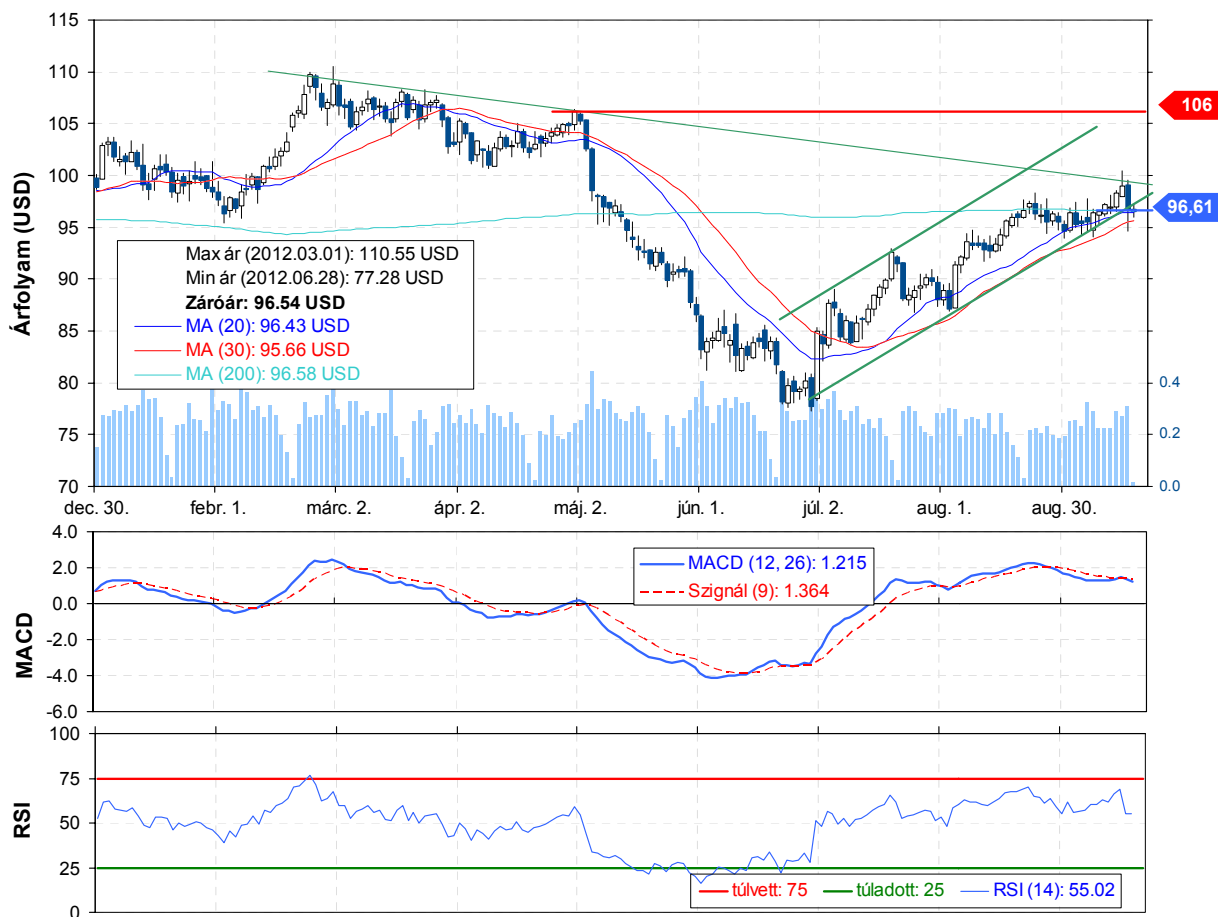 115
110
105
100
95
90
85
80
75
70
Árfolyam (USD)
106
96,61
Max ár (2012.03.01): 110.55 USD
Min ár (2012.06.28): 77.28 USD
Záróár: 96.54 USD
MA (20): 96.43 USD
MA (30): 95.66 USD
MA (200): 96.58 USD
0.4
0.2
0.0
dec. 30.
febr. 1.
márc. 2.
ápr. 2.
máj. 2.
jún. 1.
júl. 2.
aug. 1.
aug. 30.
4.0
2.0
0.0
-2.0
-4.0
-6.0
MACD
MACD (12, 26): 1.215
Szignál (9): 1.364
100
75
50
25
0
RSI
túlvett: 75
túladott: 25
RSI (14): 55.02